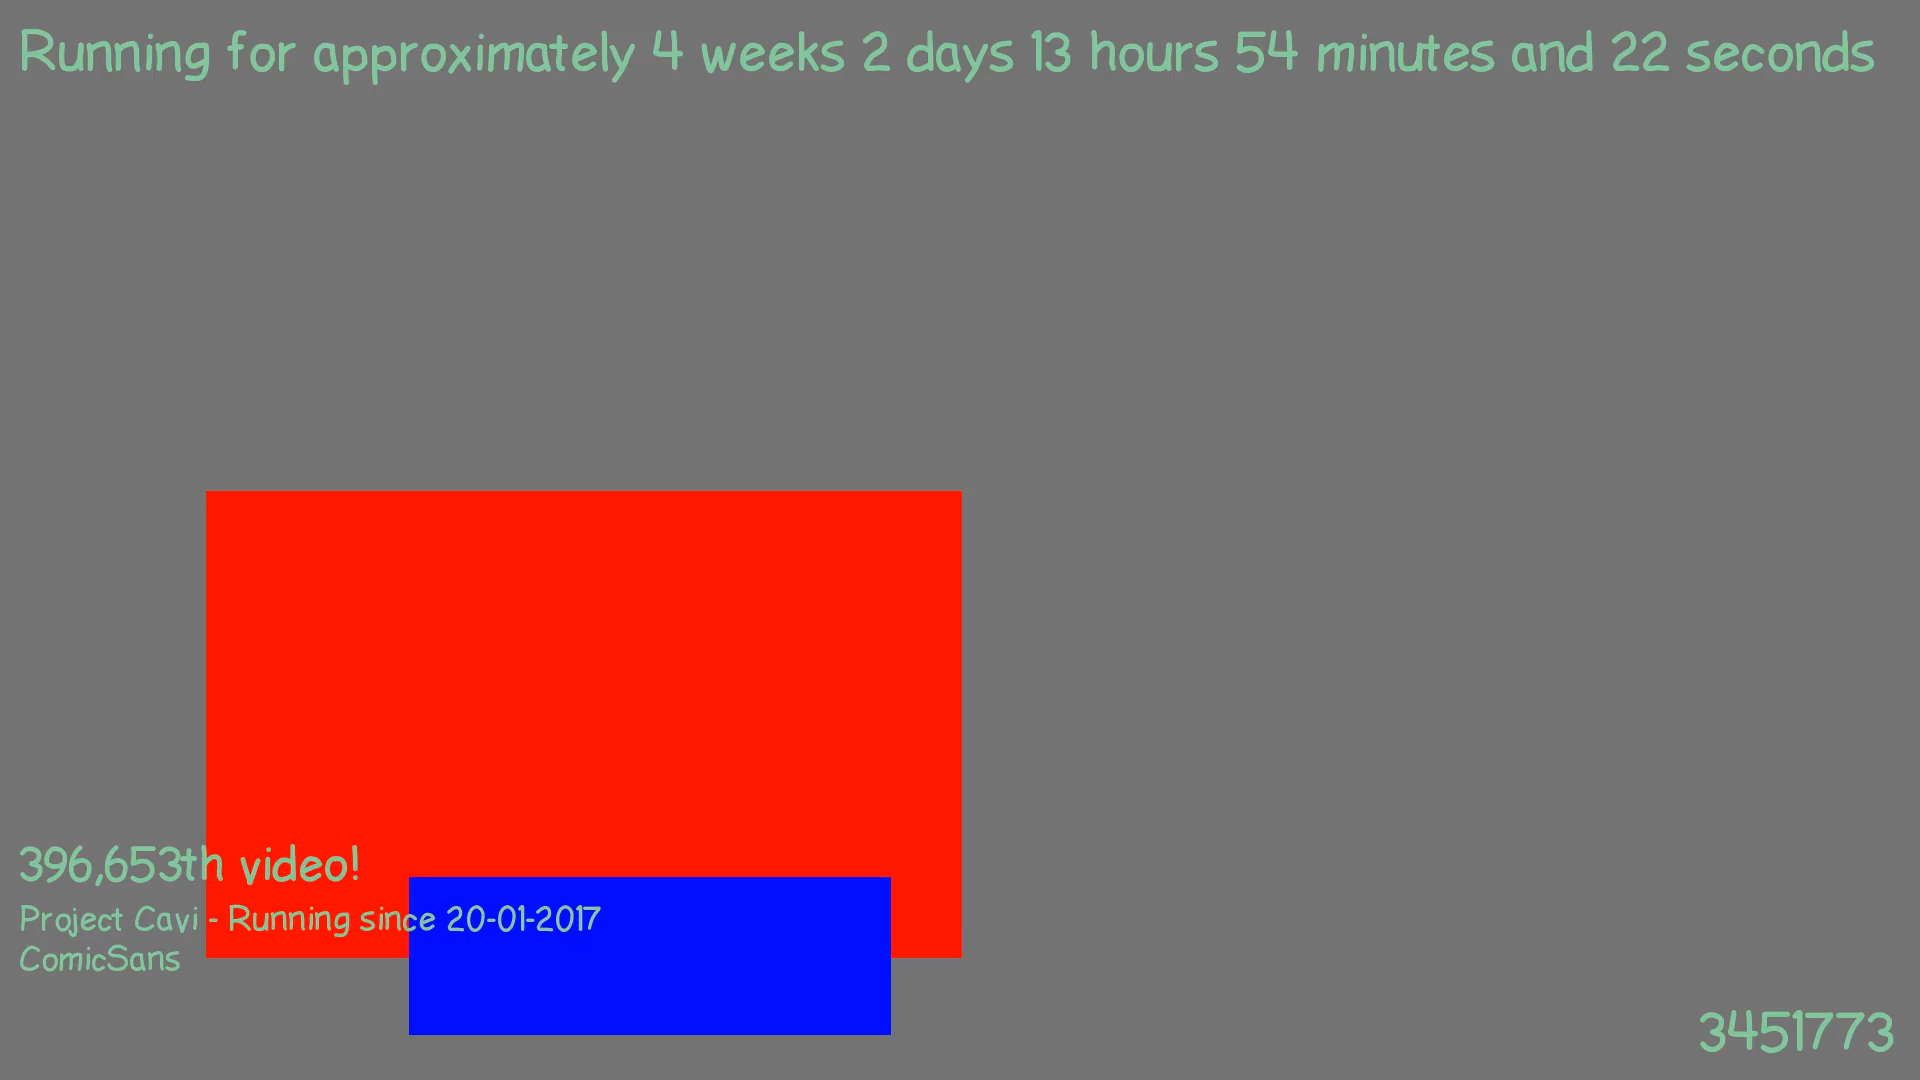 Running for approximately 4 weeks 2 days 13 hours 54 minutes and 22 seconds
396,653th video!
Project Cavi - Running since 20-01-2017
ComicSans
3451773